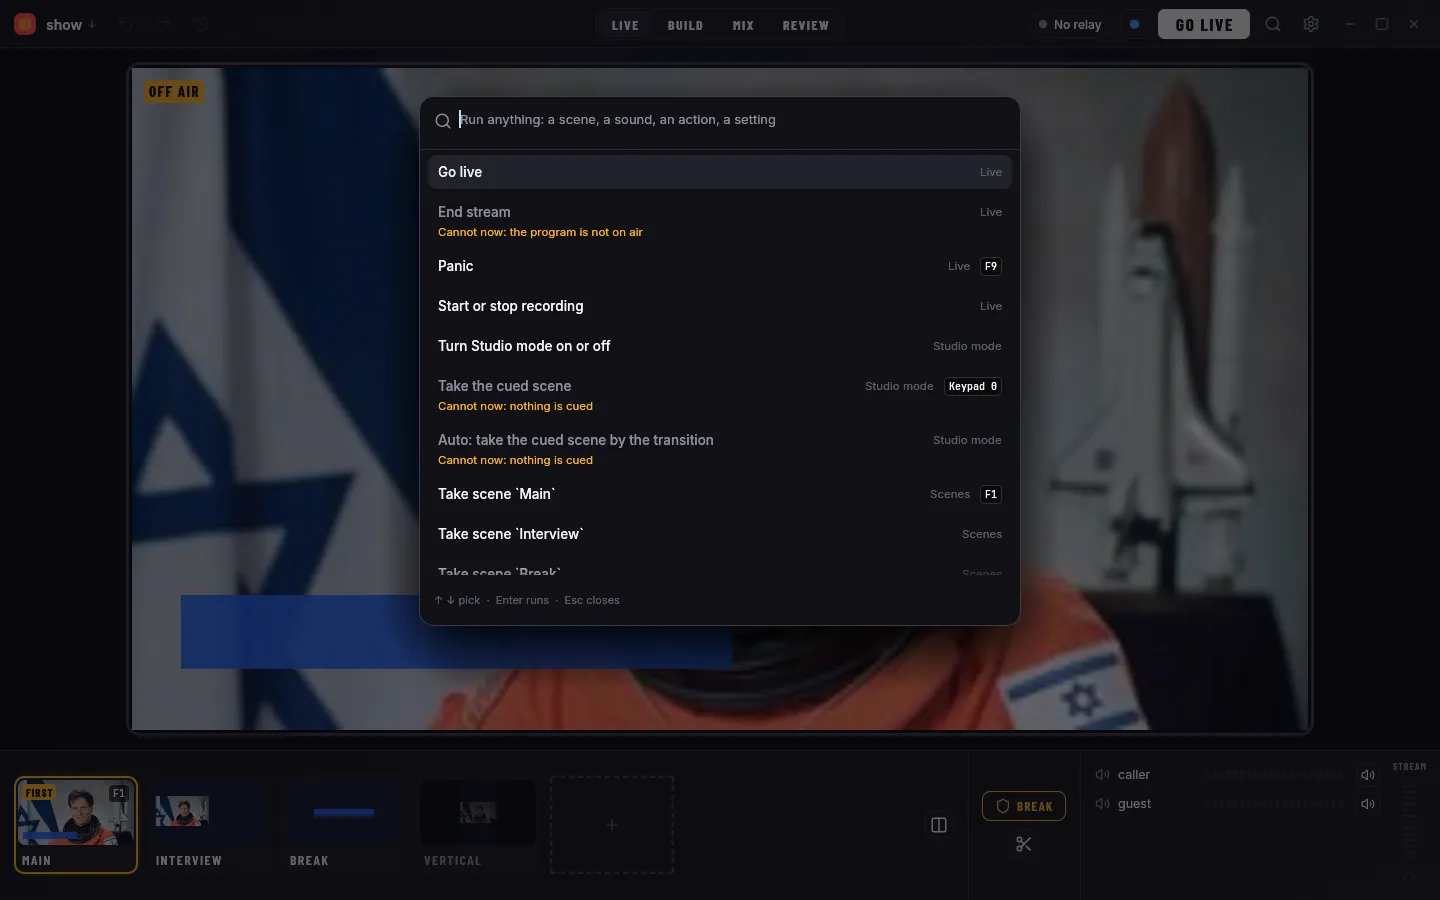 show ↓
LIVE BUILD MIX REVIEW
No relay
GO LIVE
OFF AIR
Run anything: a scene, a sound, an action, a setting
Go live Live
End stream Live
Cannot now: the program is not on air
Panic Live F9
Start or stop recording Live
Turn Studio mode on or off Studio mode
Take the cued scene Studio mode Keypad 0
Cannot now: nothing is cued
Auto: take the cued scene by the transition Studio mode
Cannot now: nothing is cued
Take scene `Main` Scenes F1
Take scene `Interview` Scenes
Take scene `Break` Scenes
↑ ↓ pick · Enter runs · Esc closes
FIRST F1
MAIN
INTERVIEW
BREAK
VERTICAL
+
BREAK
caller
guest
STREAM